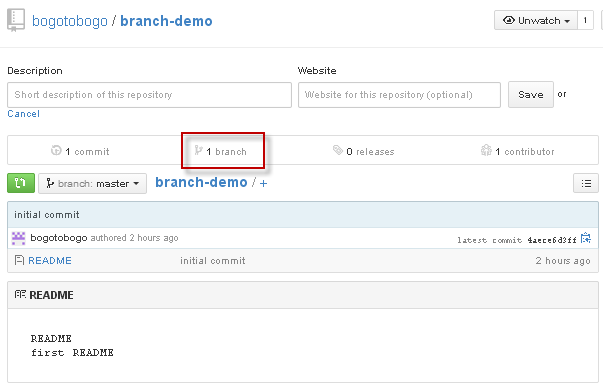 bogotobogo / branch-demo
Unwatch 1
Description
Website
Short description of this repository
Website for this repository (optional)
Save or
Cancel
1 commit
1 branch
0 releases
1 contributor
branch: master
branch-demo / +
initial commit
bogotobogo authored 2 hours ago
latest commit 4aece6d3ff
README
initial commit
2 hours ago
README
README
first README